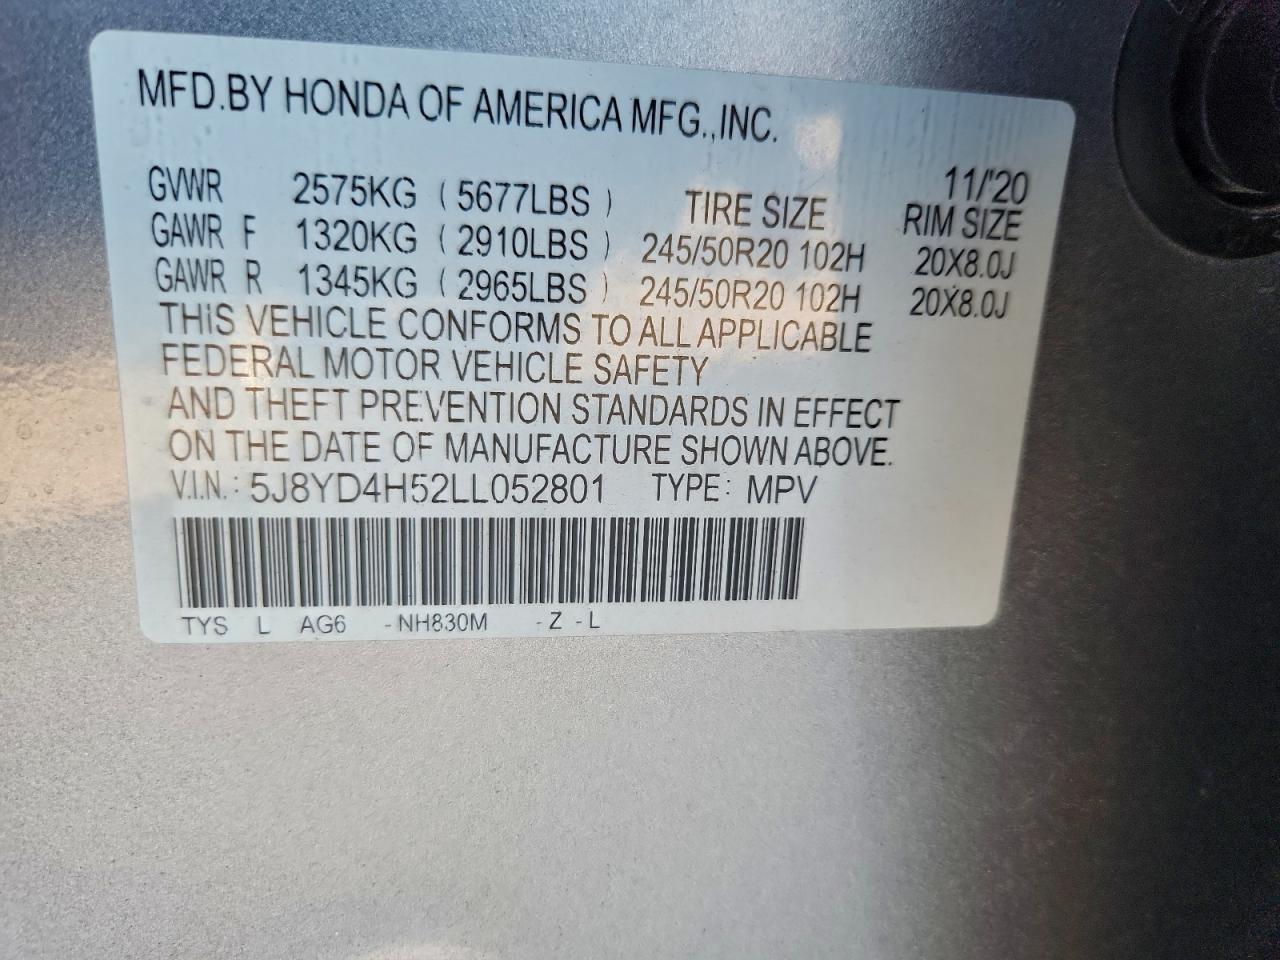 MFD.BY HONDA OF AMERICA MFG.,INC.
11/'20
GVWR 2575KG ( 5677LBS ) TIRE SIZE RIM SIZE
GAWR F 1320KG ( 2910LBS ) 245/50R20 102H 20X8.0J
GAWR R 1345KG ( 2965LBS ) 245/50R20 102H 20X8.0J
THiS VEHICLE CONFORMS TO ALL APPLICABLE
FEDERAL MOTOR VEHICLE SAFETY
AND THEFT PREVENTION STANDARDS IN EFFECT
ON THE DATE OF MANUFACTURE SHOWN ABOVE.
V.I.N.: 5J8YD4H52LL052801 TYPE: MPV
TYS L AG6 -NH830M -Z -L